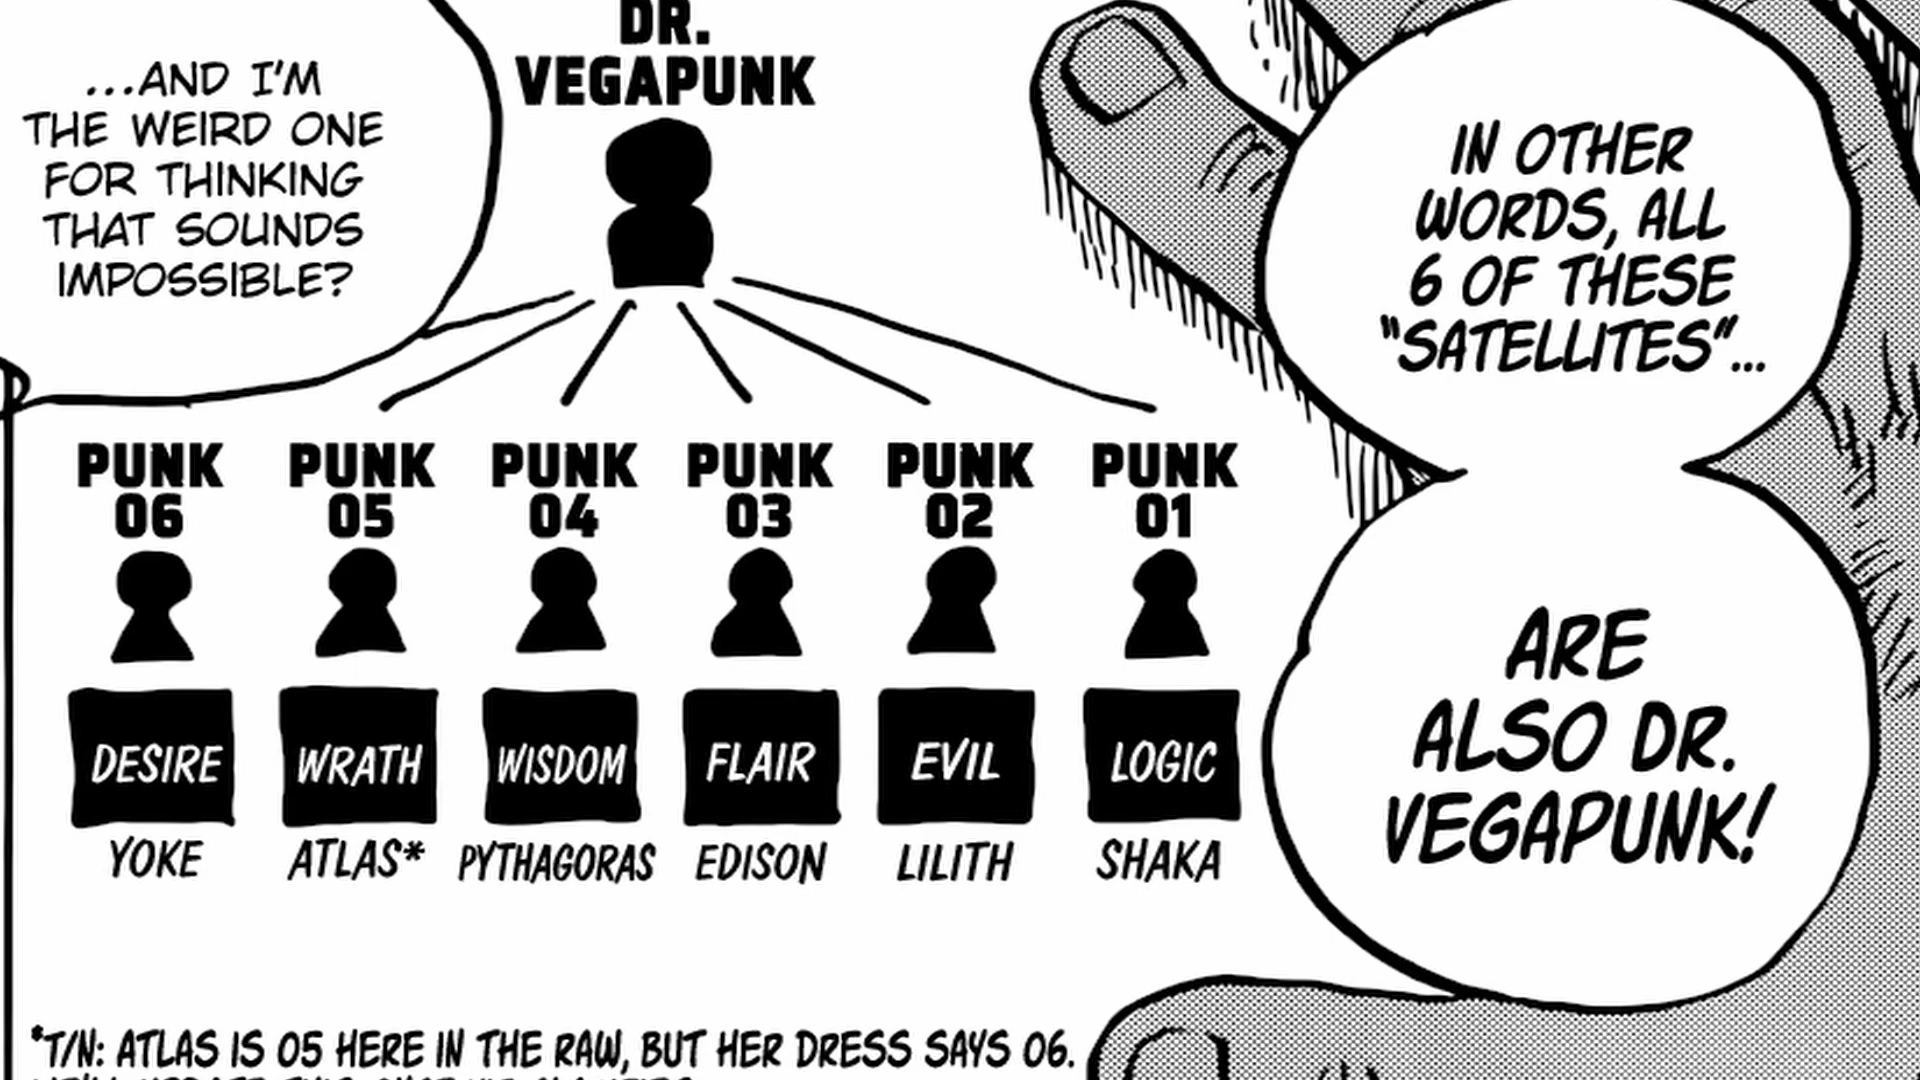 ...AND I'M
THE WEIRD ONE
FOR THINKING
THAT SOUNDS
IMPOSSIBLE?
DR.
VEGAPUNK
IN OTHER
WORDS, ALL
6 OF THESE
"SATELLITES"...
ARE
ALSO DR.
VEGAPUNK!
PUNK 06
PUNK 05
PUNK 04
PUNK 03
PUNK 02
PUNK 01
DESIRE
WRATH
WISDOM
FLAIR
EVIL
LOGIC
YOKE
ATLAS*
PYTHAGORAS
EDISON
LILITH
SHAKA
*T/N: ATLAS IS 05 HERE IN THE RAW, BUT HER DRESS SAYS 06.